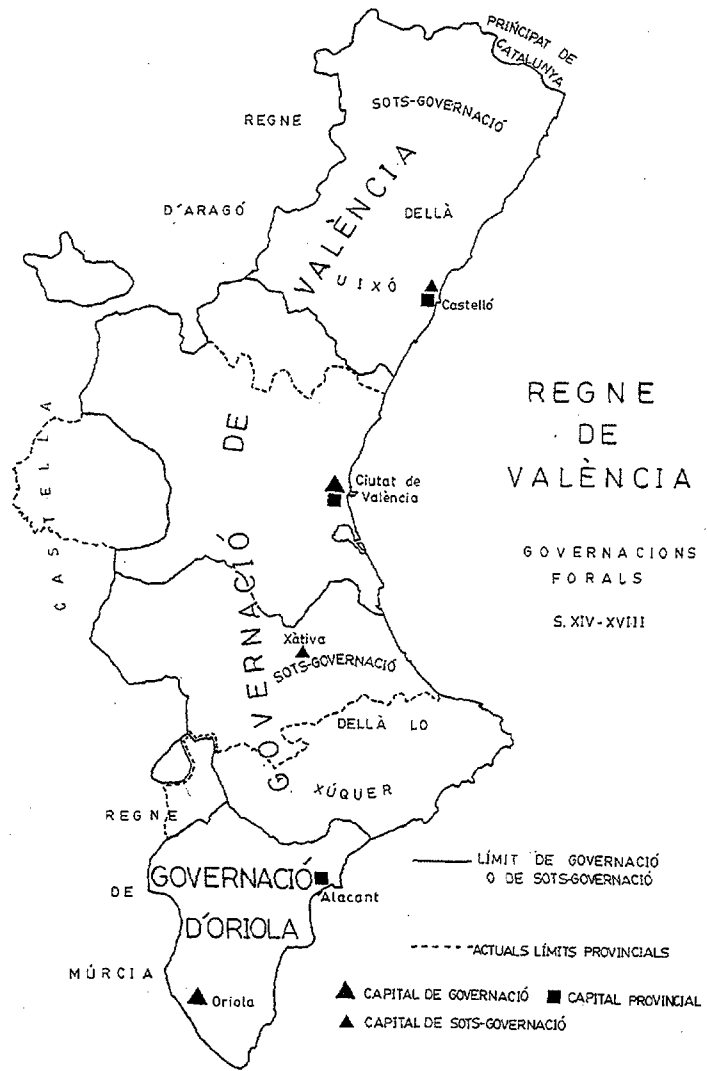 PRINCIPAT DE
CATALUNYA
SOTS-GOVERNACIÓ
REGNE
VALÈNCIA
D'ARAGÓ
DELLÀ
UIXÓ
Castelló
REGNE
DE
VALÈNCIA
CASTELLA
DE
Ciutat de
València
GOVERNACIONS
FORALS
S. XIV-XVIII
GOVERNACIÓ
Xàtiva
SOTS-GOVERNACIÓ
DELLÀ LO
XÚQUER
REGNE
DE
MÚRCIA
GOVERNACIÓ
D'ORIOLA
Alacant
Oriola
LÍMIT DE GOVERNACIÓ
O DE SOTS-GOVERNACIÓ
ACTUALS LÍMITS PROVINCIALS
CAPITAL DE GOVERNACIÓ
CAPITAL PROVINCIAL
CAPITAL DE SOTS-GOVERNACIÓ